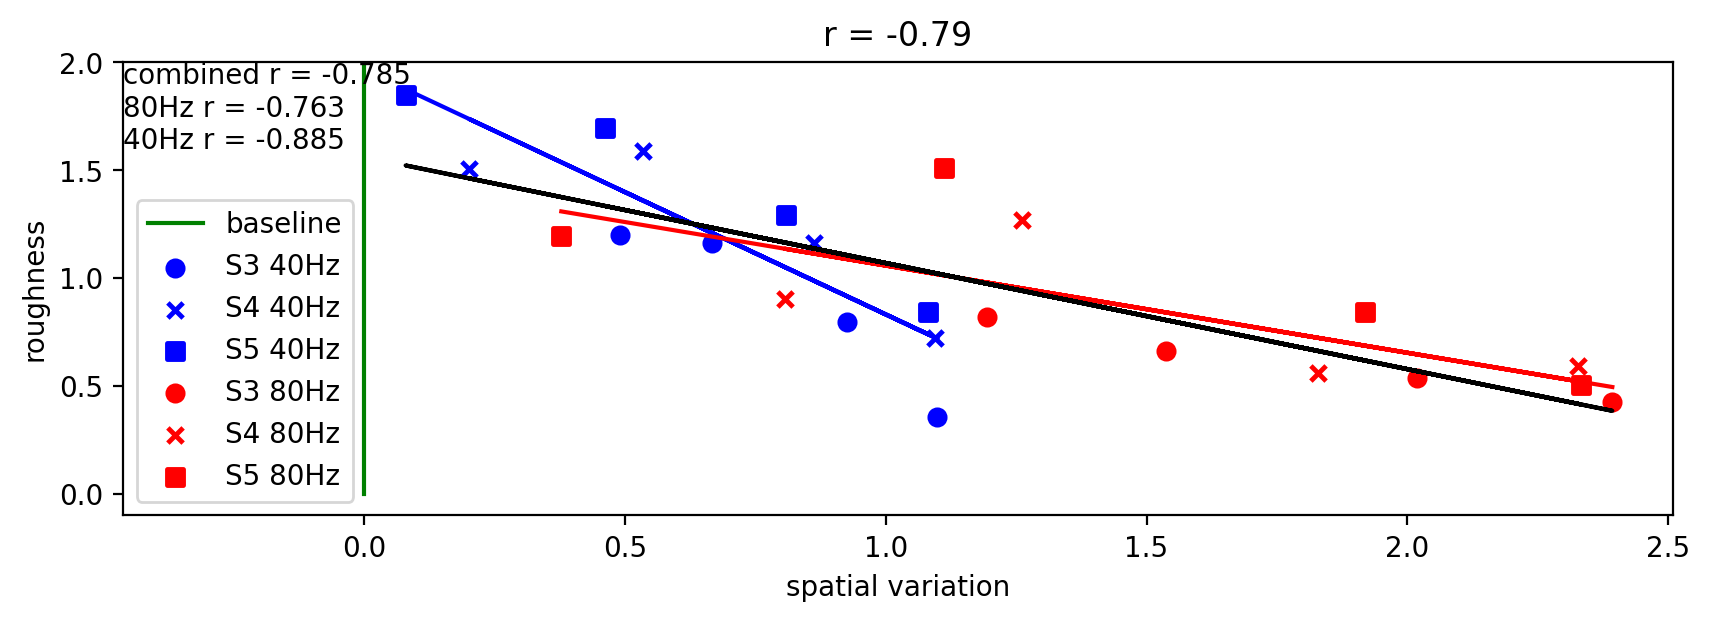 r = -0.79
combined r = -0.785
80Hz r = -0.763
40Hz r = -0.885
2.0
1.5
1.0
0.5
0.0
roughness
baseline
S3 40Hz
S4 40Hz
S5 40Hz
S3 80Hz
S4 80Hz
S5 80Hz
0.0 0.5 1.0 1.5 2.0 2.5
spatial variation